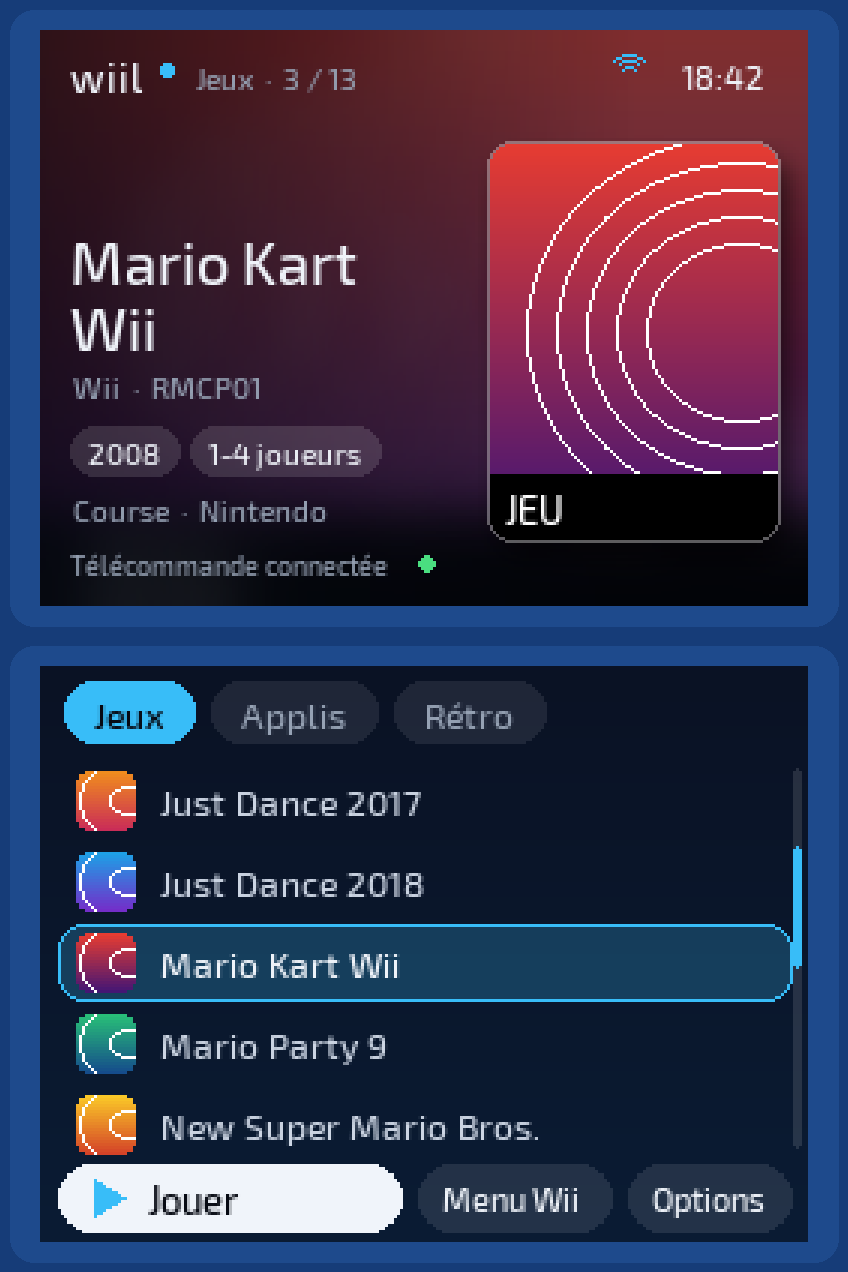 wiil Jeux · 3 / 13 18:42
Mario Kart
Wii
Wii · RMCP01
2008 1-4 joueurs
Course · Nintendo
Télécommande connectée
JEU
Jeux Applis Rétro
Just Dance 2017
Just Dance 2018
Mario Kart Wii
Mario Party 9
New Super Mario Bros.
Jouer Menu Wii Options